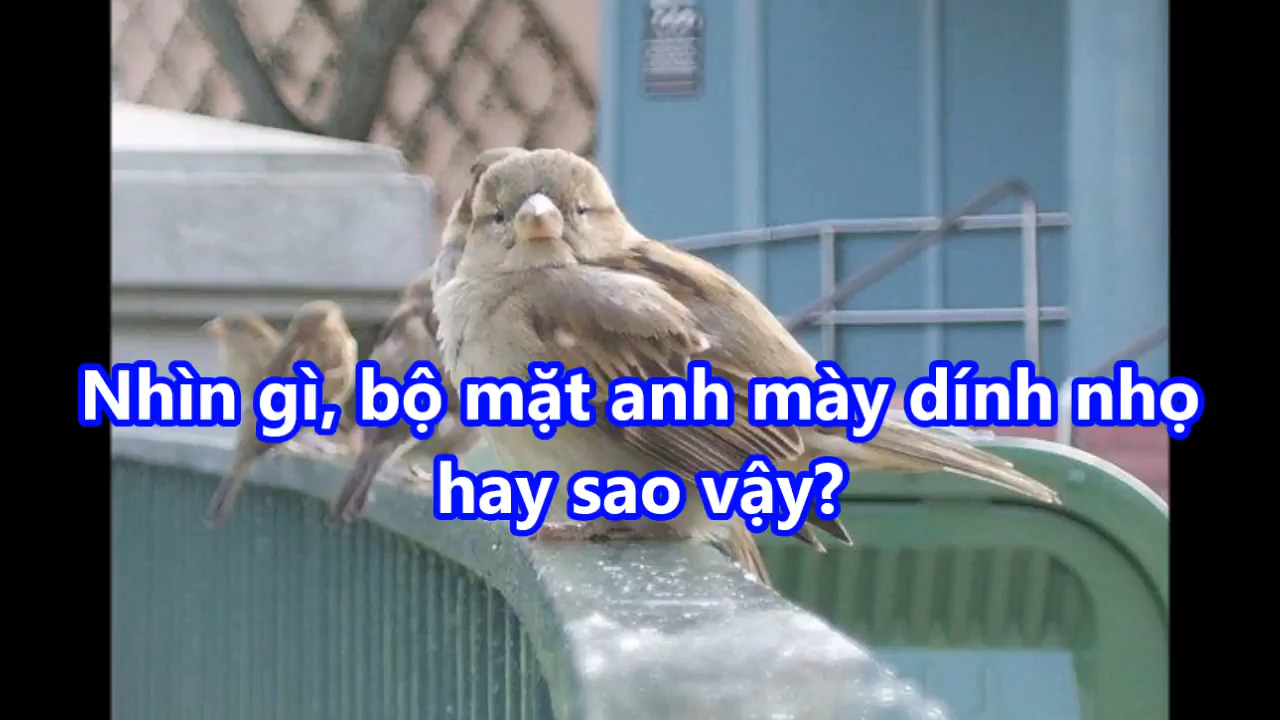 Nhìn gì, bộ mặt anh mày dính nhọ
hay sao vậy?